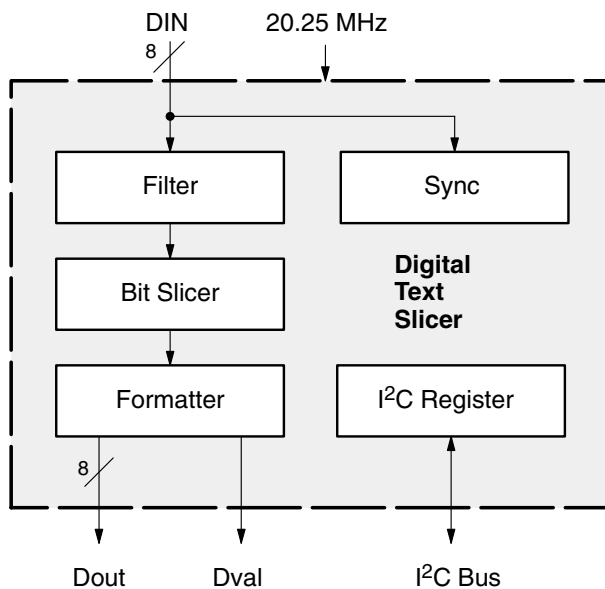 DIN
20.25 MHz
8
Filter
Sync
Digital
Text
Slicer
Bit Slicer
Formatter
I²C Register
8
Dout
Dval
I²C Bus